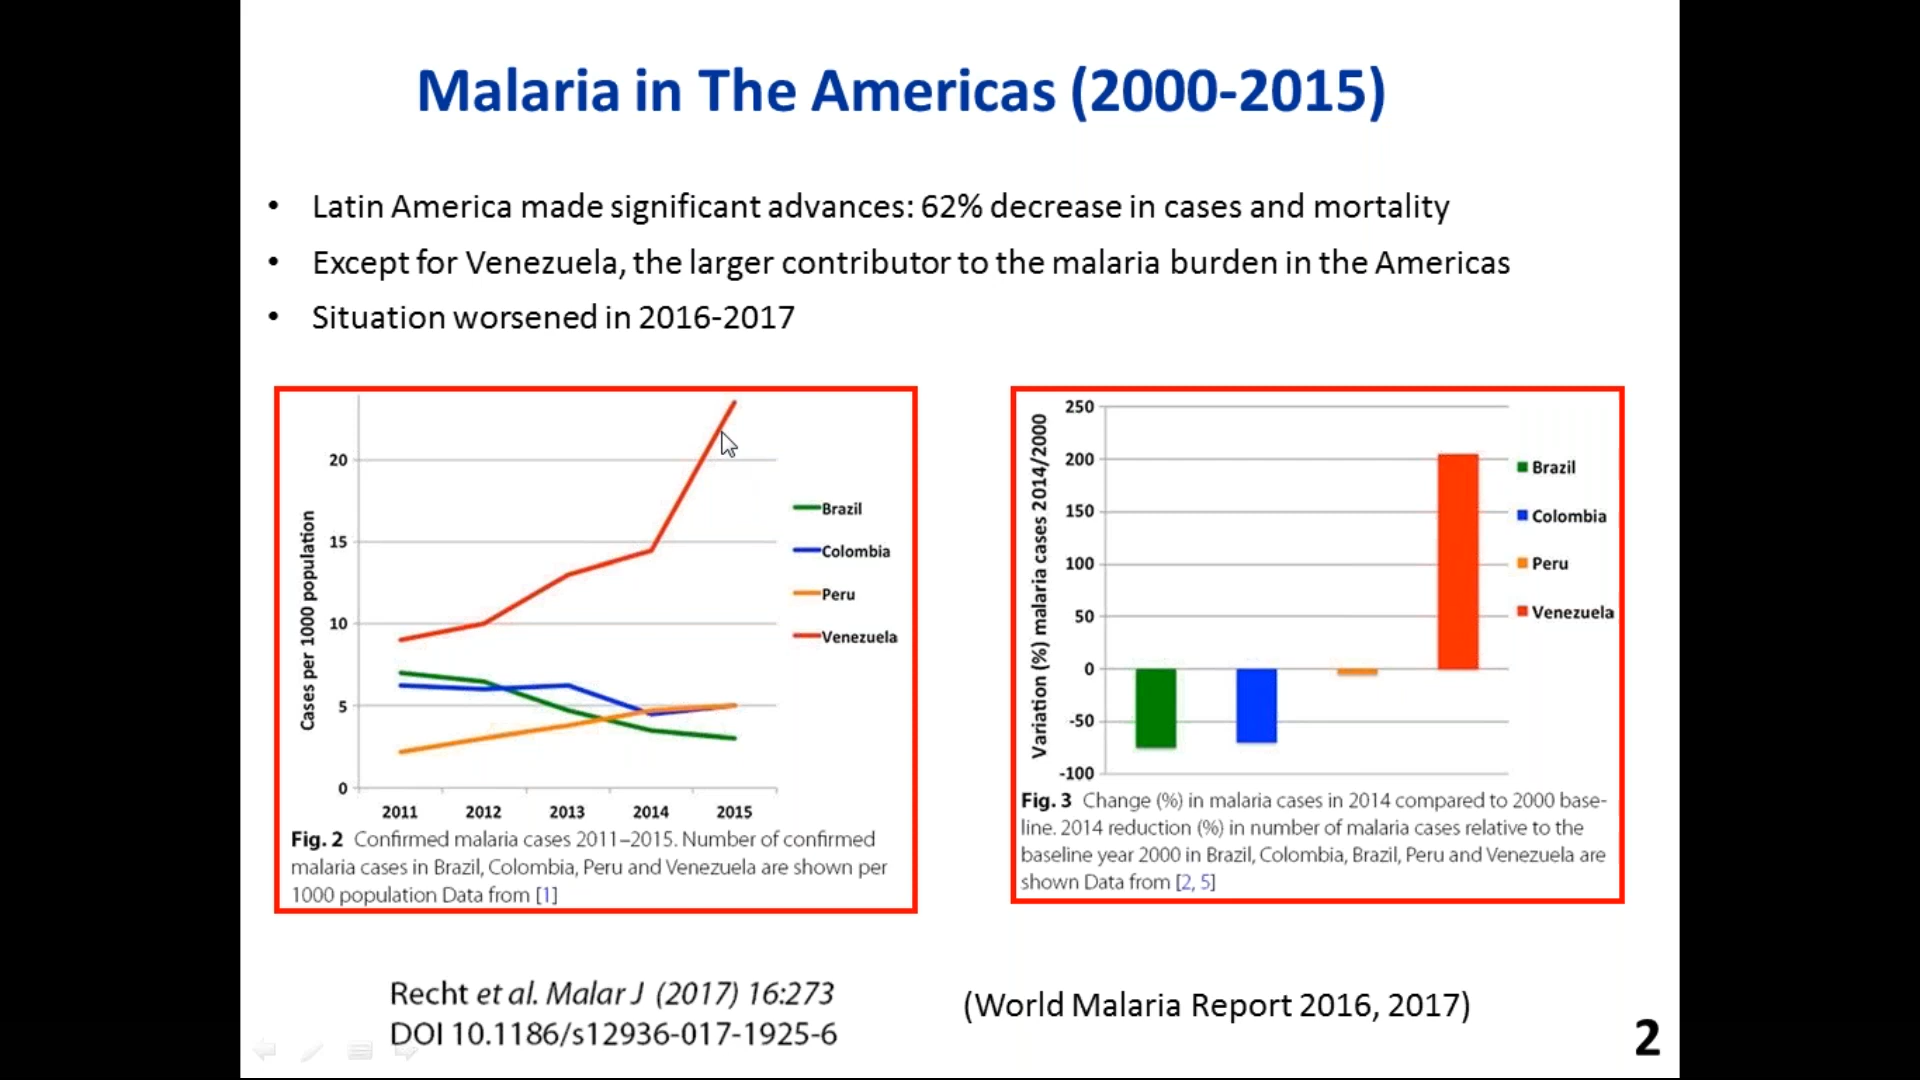 Malaria in The Americas (2000-2015)
• Latin America made significant advances: 62% decrease in cases and mortality
• Except for Venezuela, the larger contributor to the malaria burden in the Americas
• Situation worsened in 2016-2017
Cases per 1000 population
20
15
10
5
0
2011 2012 2013 2014 2015
Brazil
Colombia
Peru
Venezuela
Fig. 2 Confirmed malaria cases 2011–2015. Number of confirmed
malaria cases in Brazil, Colombia, Peru and Venezuela are shown per
1000 population Data from [1]
Variation (%) malaria cases 2014/2000
250
200
150
100
50
0
-50
-100
Brazil
Colombia
Peru
Venezuela
Fig. 3 Change (%) in malaria cases in 2014 compared to 2000 base-
line. 2014 reduction (%) in number of malaria cases relative to the
baseline year 2000 in Brazil, Colombia, Brazil, Peru and Venezuela are
shown Data from [2, 5]
Recht et al. Malar J (2017) 16:273
DOI 10.1186/s12936-017-1925-6
(World Malaria Report 2016, 2017)
2